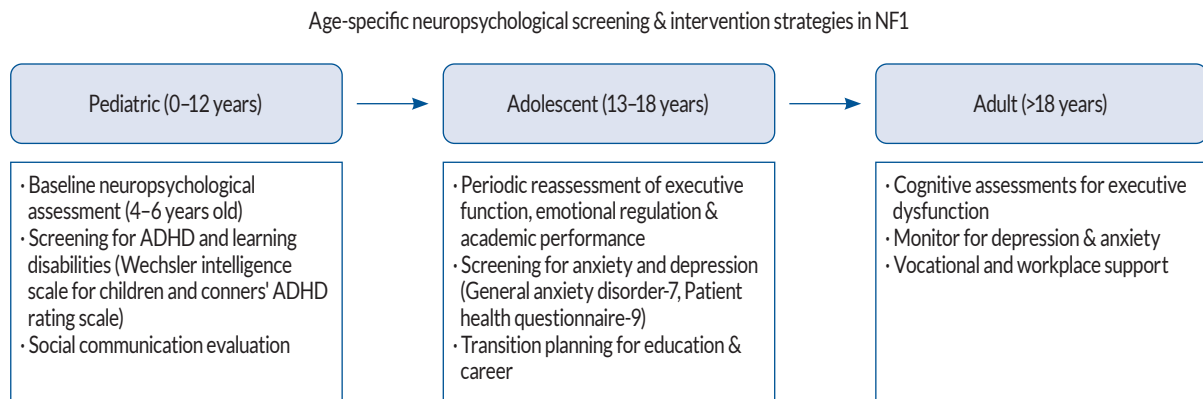 Age-specific neuropsychological screening & intervention strategies in NF1
Pediatric (0–12 years)
Adolescent (13–18 years)
Adult (>18 years)
· Baseline neuropsychological
assessment (4–6 years old)
· Screening for ADHD and learning
disabilities (Wechsler intelligence
scale for children and conners' ADHD
rating scale)
· Social communication evaluation
· Periodic reassessment of executive
function, emotional regulation &
academic performance
· Screening for anxiety and depression
(General anxiety disorder-7, Patient
health questionnaire-9)
· Transition planning for education &
career
· Cognitive assessments for executive
dysfunction
· Monitor for depression & anxiety
· Vocational and workplace support